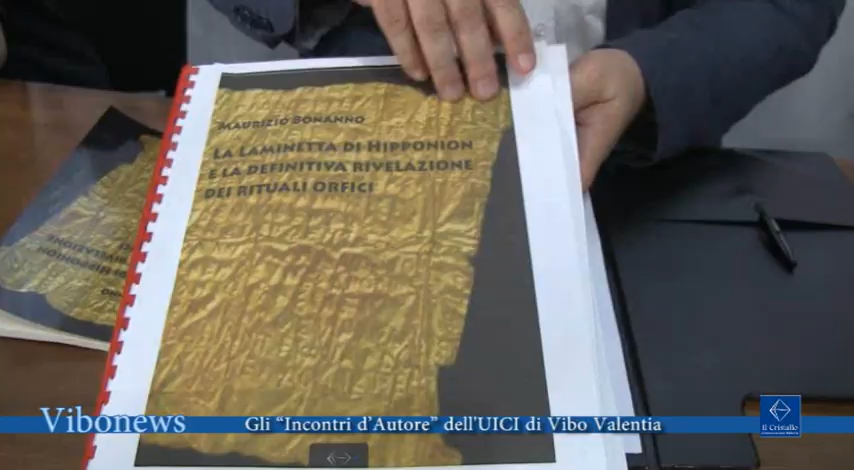 MAURIZIO BONANNO
LA LAMINETTA DI HIPPONION
E LA DEFINITIVA RIVELAZIONE
DEI RITUALI ORFICI
Vibonews
Gli “Incontri d’Autore” dell'UICI di Vibo Valentia
Il Cristallo